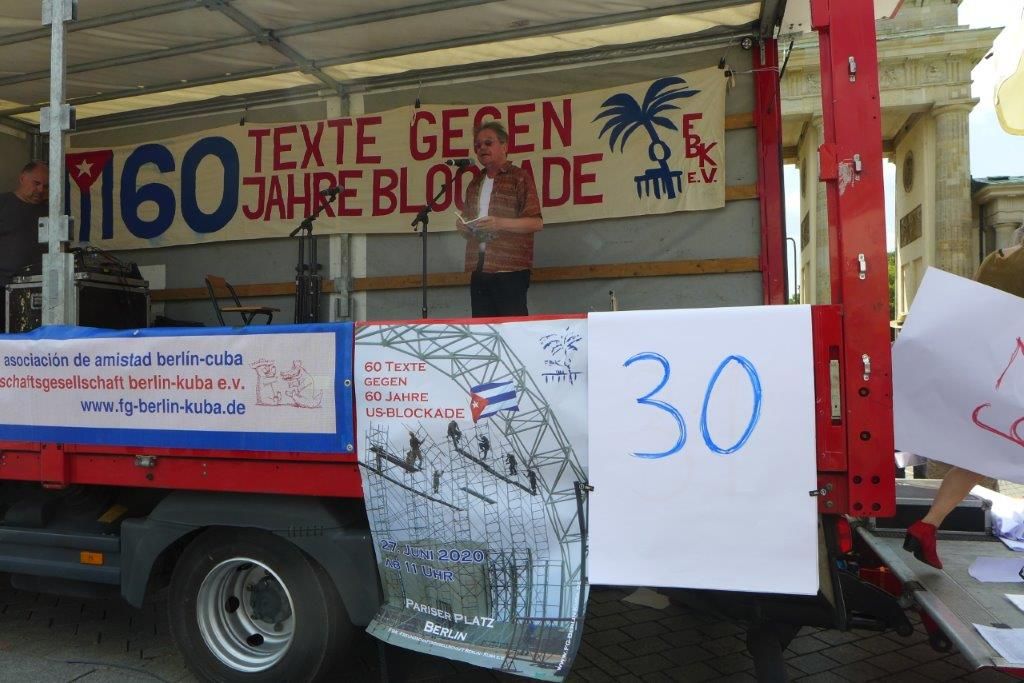 160 TEXTE GEGEN
JAHRE BLOCKADE
FBK
e.V.
asociación de amistad berlín-cuba
schaftsgesellschaft berlin-kuba e.v.
www.fg-berlin-kuba.de
60 TEXTE
GEGEN
60 JAHRE
US-BLOCKADE
27. JUNI 2020
AB 11 UHR
PARISER PLATZ
BERLIN
30